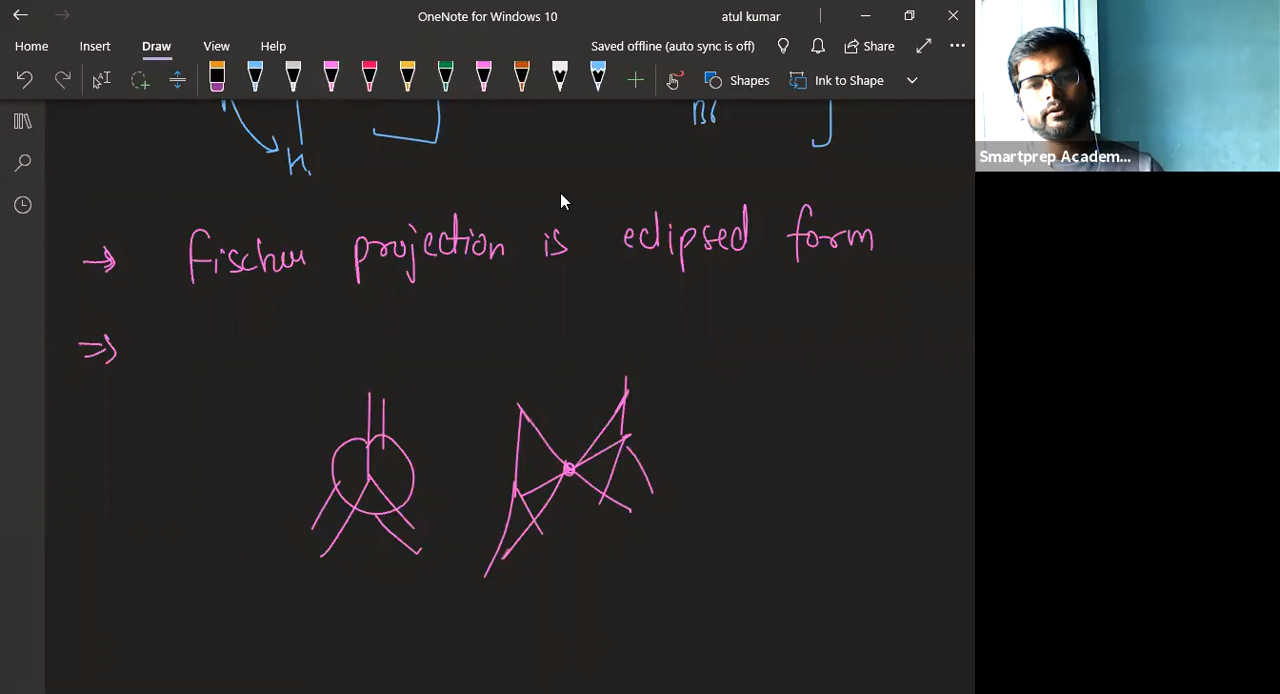 OneNote for Windows 10
atul kumar
Home Insert Draw View Help
Saved offline (auto sync is off)
Share
Shapes
Ink to Shape
Br
H
Smartprep Academ...
→ Fischer projection is eclipsed form
⇒